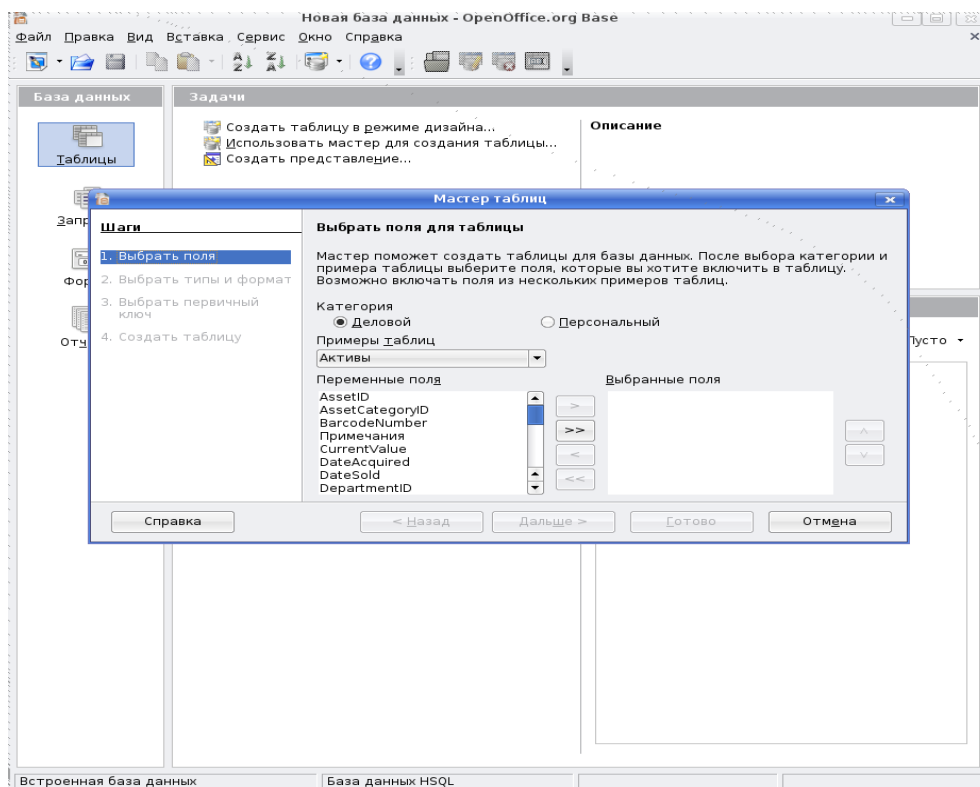 Новая база данных - OpenOffice.org Base
Файл Правка Вид Вставка Сервис Окно Справка
База данных
Задачи
Таблицы
Создать таблицу в режиме дизайна...
Использовать мастер для создания таблицы...
Создать представление...
Описание
Запр
Фор
Отч
Пусто
Мастер таблиц
Шаги
1. Выбрать поля
2. Выбрать типы и формат
3. Выбрать первичный
ключ
4. Создать таблицу
Выбрать поля для таблицы
Мастер поможет создать таблицы для базы данных. После выбора категории и
примера таблицы выберите поля, которые вы хотите включить в таблицу.
Возможно включать поля из нескольких примеров таблиц.
Категория
Деловой
Персональный
Примеры таблиц
Активы
Переменные поля
AssetID
AssetCategoryID
BarcodeNumber
Примечания
CurrentValue
DateAcquired
DateSold
DepartmentID
>
>>
<
<<
Выбранные поля
Справка
< Назад
Дальше >
Готово
Отмена
Встроенная база данных
База данных HSQL